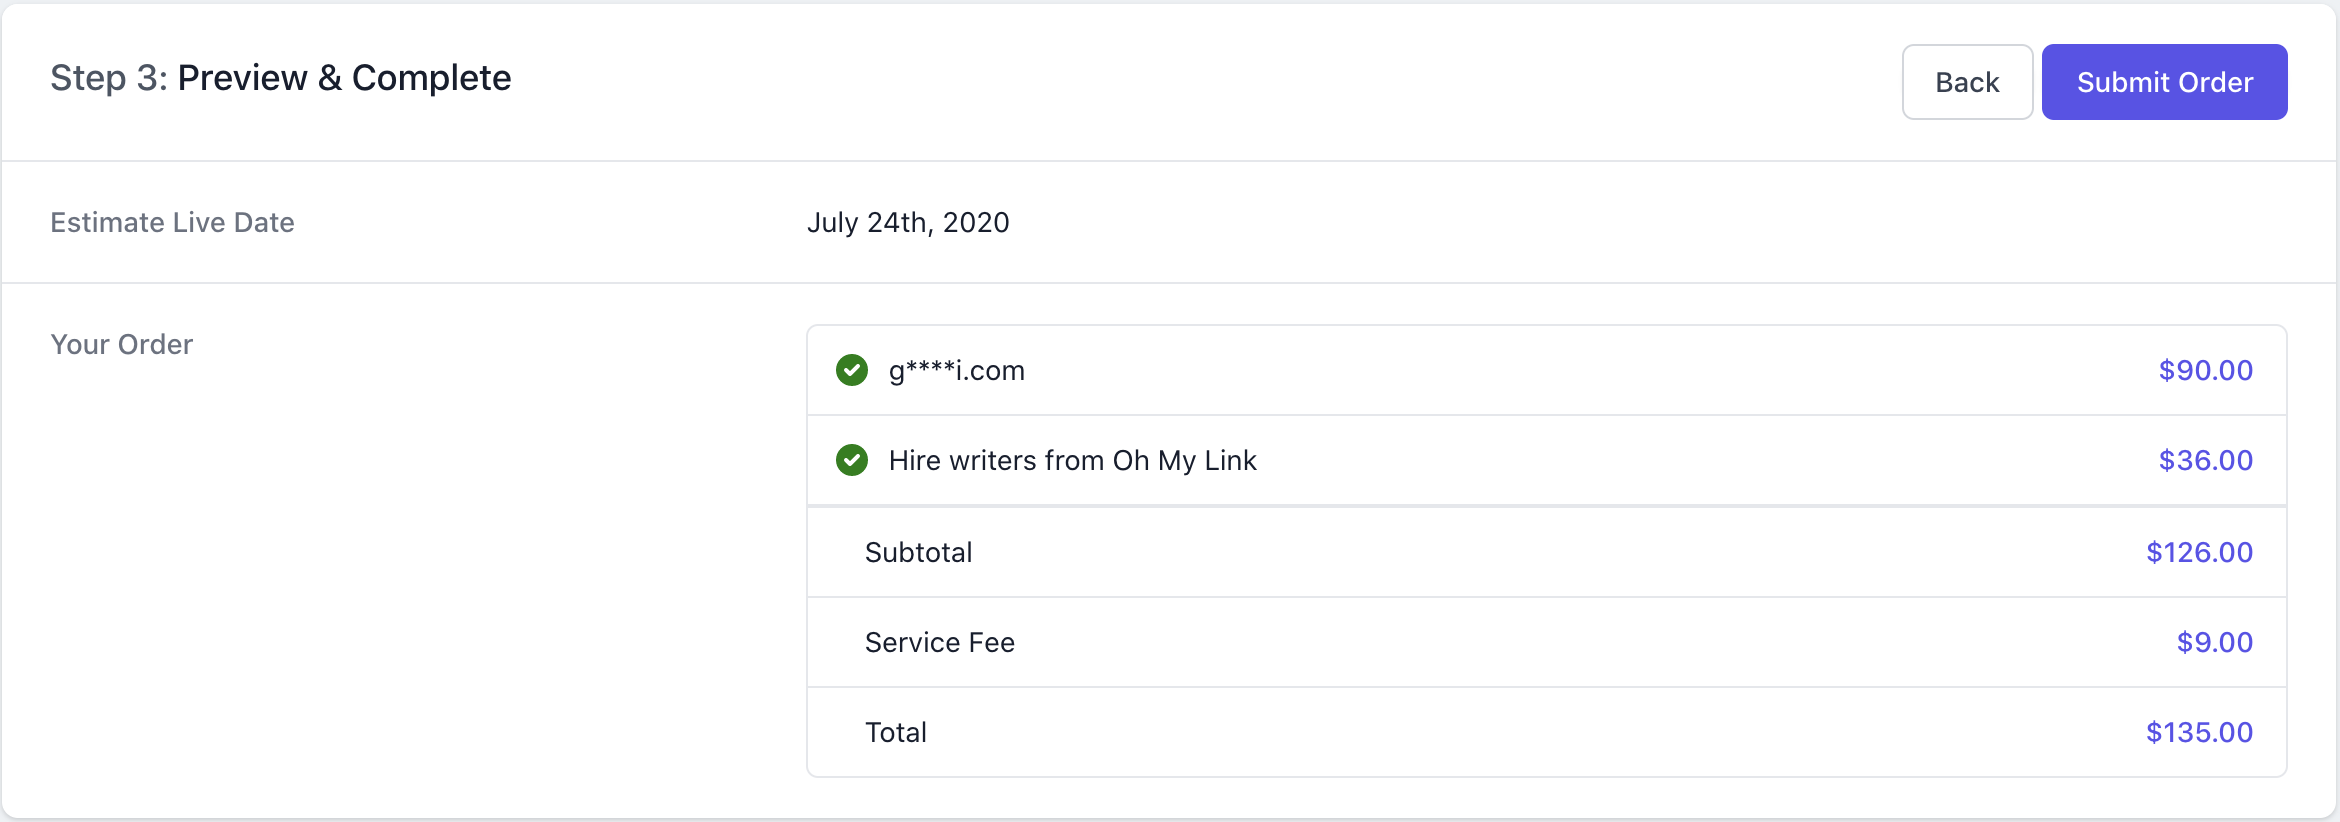 Step 3: Preview & Complete
Back
Submit Order
Estimate Live Date
July 24th, 2020
Your Order
g****i.com
$90.00
Hire writers from Oh My Link
$36.00
Subtotal
$126.00
Service Fee
$9.00
Total
$135.00